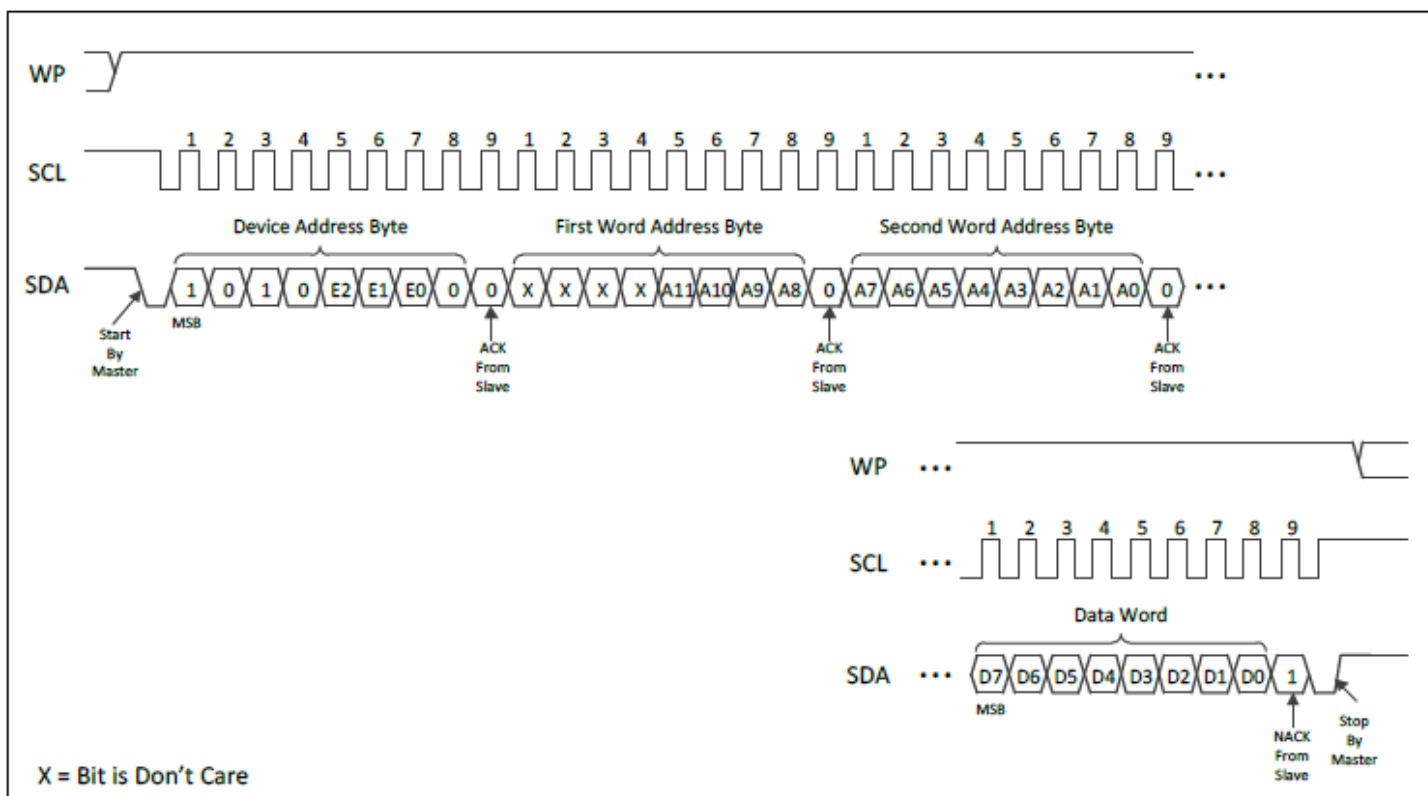 WP
•••
1 2 3 4 5 6 7 8 9 1 2 3 4 5 6 7 8 9 1 2 3 4 5 6 7 8 9
SCL
•••
Device Address Byte First Word Address Byte Second Word Address Byte
SDA 1 0 1 0 E2 E1 E0 0 0 X X X X A11 A10 A9 A8 0 A7 A6 A5 A4 A3 A2 A1 A0 0 •••
MSB
Start
By
Master
ACK
From
Slave
ACK
From
Slave
ACK
From
Slave
WP •••
1 2 3 4 5 6 7 8 9
SCL •••
Data Word
SDA ••• D7 D6 D5 D4 D3 D2 D1 D0 1
MSB
NACK
From
Slave
Stop
By
Master
X = Bit is Don't Care